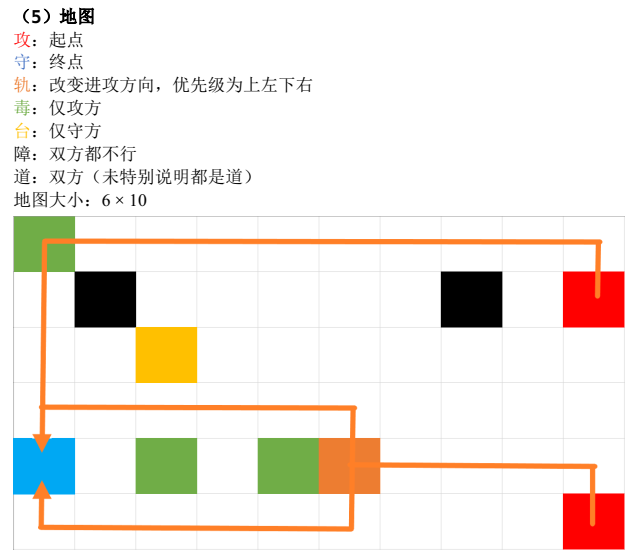 （5）地图
攻：起点
守：终点
轨：改变进攻方向，优先级为上左下右
毒：仅攻方
台：仅守方
障：双方都不行
道：双方（未特别说明都是道）
地图大小：6 × 10